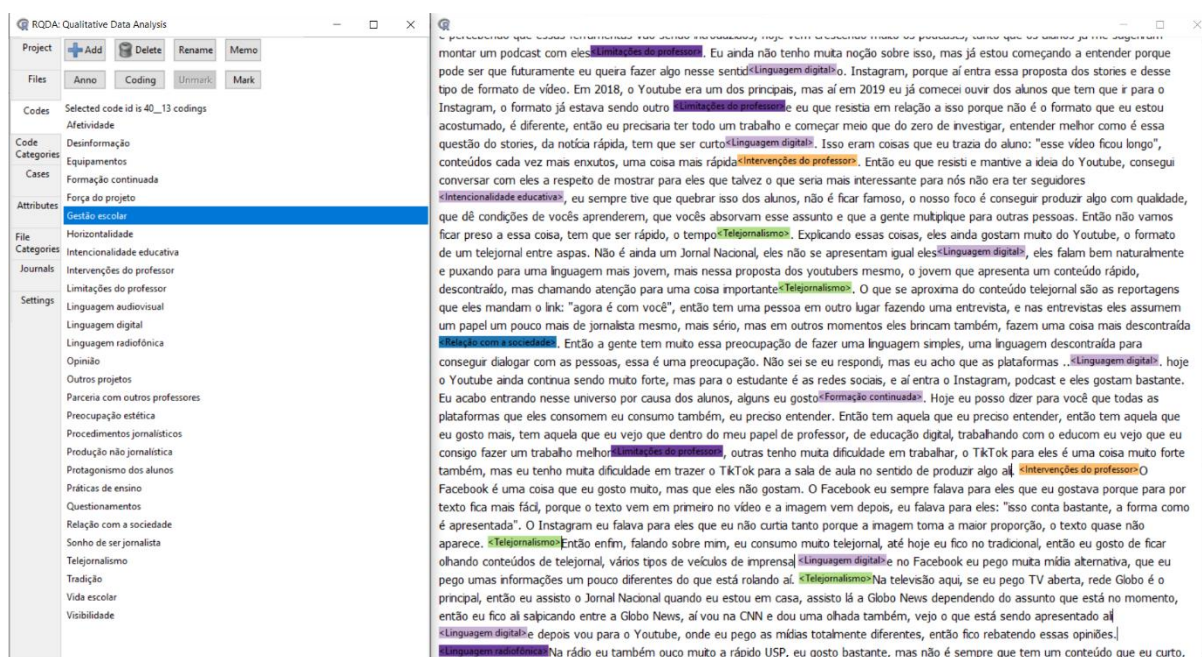 RQDA: Qualitative Data Analysis
Project
Add
Delete
Rename
Memo
Files
Anno
Coding
Unmark
Mark
Codes
Selected code id is 40__13 codings
Afetividade
Code Categories
Desinformação
Equipamentos
Cases
Formação continuada
Attributes
Força do projeto
Gestão escolar
File Categories
Horizontalidade
Intencionalidade educativa
Journals
Intervenções do professor
Limitações do professor
Settings
Linguagem audiovisual
Linguagem digital
Linguagem radiofónica
Opinião
Outros projetos
Parceria com outros professores
Preocupação estética
Procedimentos jornalísticos
Produção não jornalística
Protagonismo dos alunos
Práticas de ensino
Questionamentos
Relação com a sociedade
Sonho de ser jornalista
Telejornalismo
Tradição
Vida escolar
Visibilidade
montar um podcast com eles<Limitações do professor>. Eu ainda não tenho muita noção sobre isso, mas já estou começando a entender porque
pode ser que futuramente eu queira fazer algo nesse sentid<Linguagem digital>o. Instagram, porque aí entra essa proposta dos stories e desse
tipo de formato de vídeo. Em 2018, o Youtube era um dos principais, mas aí em 2019 eu já comecei ouvir dos alunos que tem que ir para o
Instagram, o formato já estava sendo outro <Limitações do professor>e eu que resistia em relação a isso porque não é o formato que eu estou
acostumado, é diferente, então eu precisaria ter todo um trabalho e começar meio que do zero de investigar, entender melhor como é essa
questão do stories, da notícia rápida, tem que ser curto<Linguagem digital>. Isso eram coisas que eu trazia do aluno: "esse vídeo ficou longo",
conteúdos cada vez mais enxutos, uma coisa mais rápida<Intervenções do professor>. Então eu que resisti e mantive a ideia do Youtube, consegui
conversar com eles a respeito de mostrar para eles que talvez o que seria mais interessante para nós não era ter seguidores
<Intencionalidade educativa>, eu sempre tive que quebrar isso dos alunos, não é ficar famoso, o nosso foco é conseguir produzir algo com qualidade,
que dê condições de vocês aprenderem, que vocês absorvam esse assunto e que a gente multiplique para outras pessoas. Então não vamos
ficar preso a essa coisa, tem que ser rápido, o tempo<Telejornalismo>. Explicando essas coisas, eles ainda gostam muito do Youtube, o formato
de um telejornal entre aspas. Não é ainda um Jornal Nacional, eles não se apresentam igual eles<Linguagem digital>, eles falam bem naturalmente
e puxando para uma linguagem mais jovem, mais nessa proposta dos youtubers mesmo, o jovem que apresenta um conteúdo rápido,
descontraído, mas chamando atenção para uma coisa importante<Telejornalismo>. O que se aproxima do conteúdo telejornal são as reportagens
que eles mandam o link: "agora é com você", então tem uma pessoa em outro lugar fazendo uma entrevista, e nas entrevistas eles assumem
um papel um pouco mais de jornalista mesmo, mais sério, mas em outros momentos eles brincam também, fazem uma coisa mais descontraída
<Relação com a sociedade>. Então a gente tem muito essa preocupação de fazer uma linguagem simples, uma linguagem descontraída para
conseguir dialogar com as pessoas, essa é uma preocupação. Não sei se eu respondi, mas eu acho que as plataformas ..<Linguagem digital>. hoje
o Youtube ainda continua sendo muito forte, mas para o estudante é as redes sociais, e aí entra o Instagram, podcast e eles gostam bastante.
Eu acabo entrando nesse universo por causa dos alunos, alguns eu gosto<Formação continuada>. Hoje eu posso dizer para você que todas as
plataformas que eles consomem eu consumo também, eu preciso entender. Então tem aquela que eu preciso entender, então tem aquela que
eu gosto mais, tem aquela que eu vejo que dentro do meu papel de professor, de educação digital, trabalhando com o educom eu vejo que eu
consigo fazer um trabalho melhor<Limitações do professor>, outras tenho muita dificuldade em trabalhar, o TikTok para eles é uma coisa muito forte
também, mas eu tenho muita dificuldade em trazer o TikTok para a sala de aula no sentido de produzir algo ali. <Intervenções do professor>O
Facebook é uma coisa que eu gosto muito, mas que eles não gostam. O Facebook eu sempre falava para eles que eu gostava porque para por
texto fica mais fácil, porque o texto vem em primeiro no vídeo e a imagem vem depois, eu falava para eles: "isso conta bastante, a forma como
é apresentada". O Instagram eu falava para eles que eu não curtia tanto porque a imagem toma a maior proporção, o texto quase não
aparece. <Telejornalismo>Então enfim, falando sobre mim, eu consumo muito telejornal, até hoje eu fico no tradicional, então eu gosto de ficar
olhando conteúdos de telejornal, vários tipos de veículos de imprensa <Linguagem digital>e no Facebook eu pego muita mídia alternativa, que eu
pego umas informações um pouco diferentes do que está rolando aí. <Telejornalismo>Na televisão aqui, se eu pego TV aberta, rede Globo é o
principal, então eu assisto o Jornal Nacional quando eu estou em casa, assisto lá a Globo News dependendo do assunto que está no momento,
então eu fico ali salpicando entre a Globo News, aí vou na CNN e dou uma olhada também, vejo o que está sendo apresentado ali
<Linguagem digital>e depois vou para o Youtube, onde eu pego as mídias totalmente diferentes, então fico rebatendo essas opiniões.
<Linguagem radiofónica>Na rádio eu também ouço muito a rápido USP, eu gosto bastante, mas não é sempre que tem um conteúdo que eu curto,